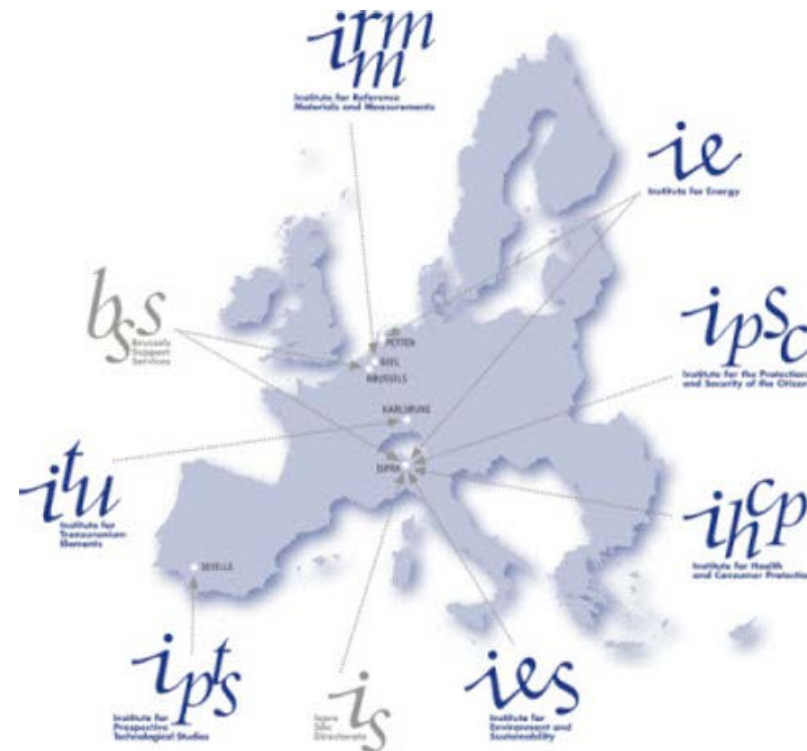 irmm
Institute for Reference
Materials and Measurements
ie
Institute for Energy
bss
Brussels
Support
Services
ipsc
Institute for the Protection
and Security of the Citizen
PETTEN
GEEL
BRUSSELS
KARLSRUHE
ISPRA
itu
Institute for
Transuranium
Elements
ihcp
Institute for Health
and Consumer Protection
SEVILLE
ipts
Institute for
Prospective
Technological Studies
is
Ispra
Site
Directorate
ies
Institute for
Environment and
Sustainability